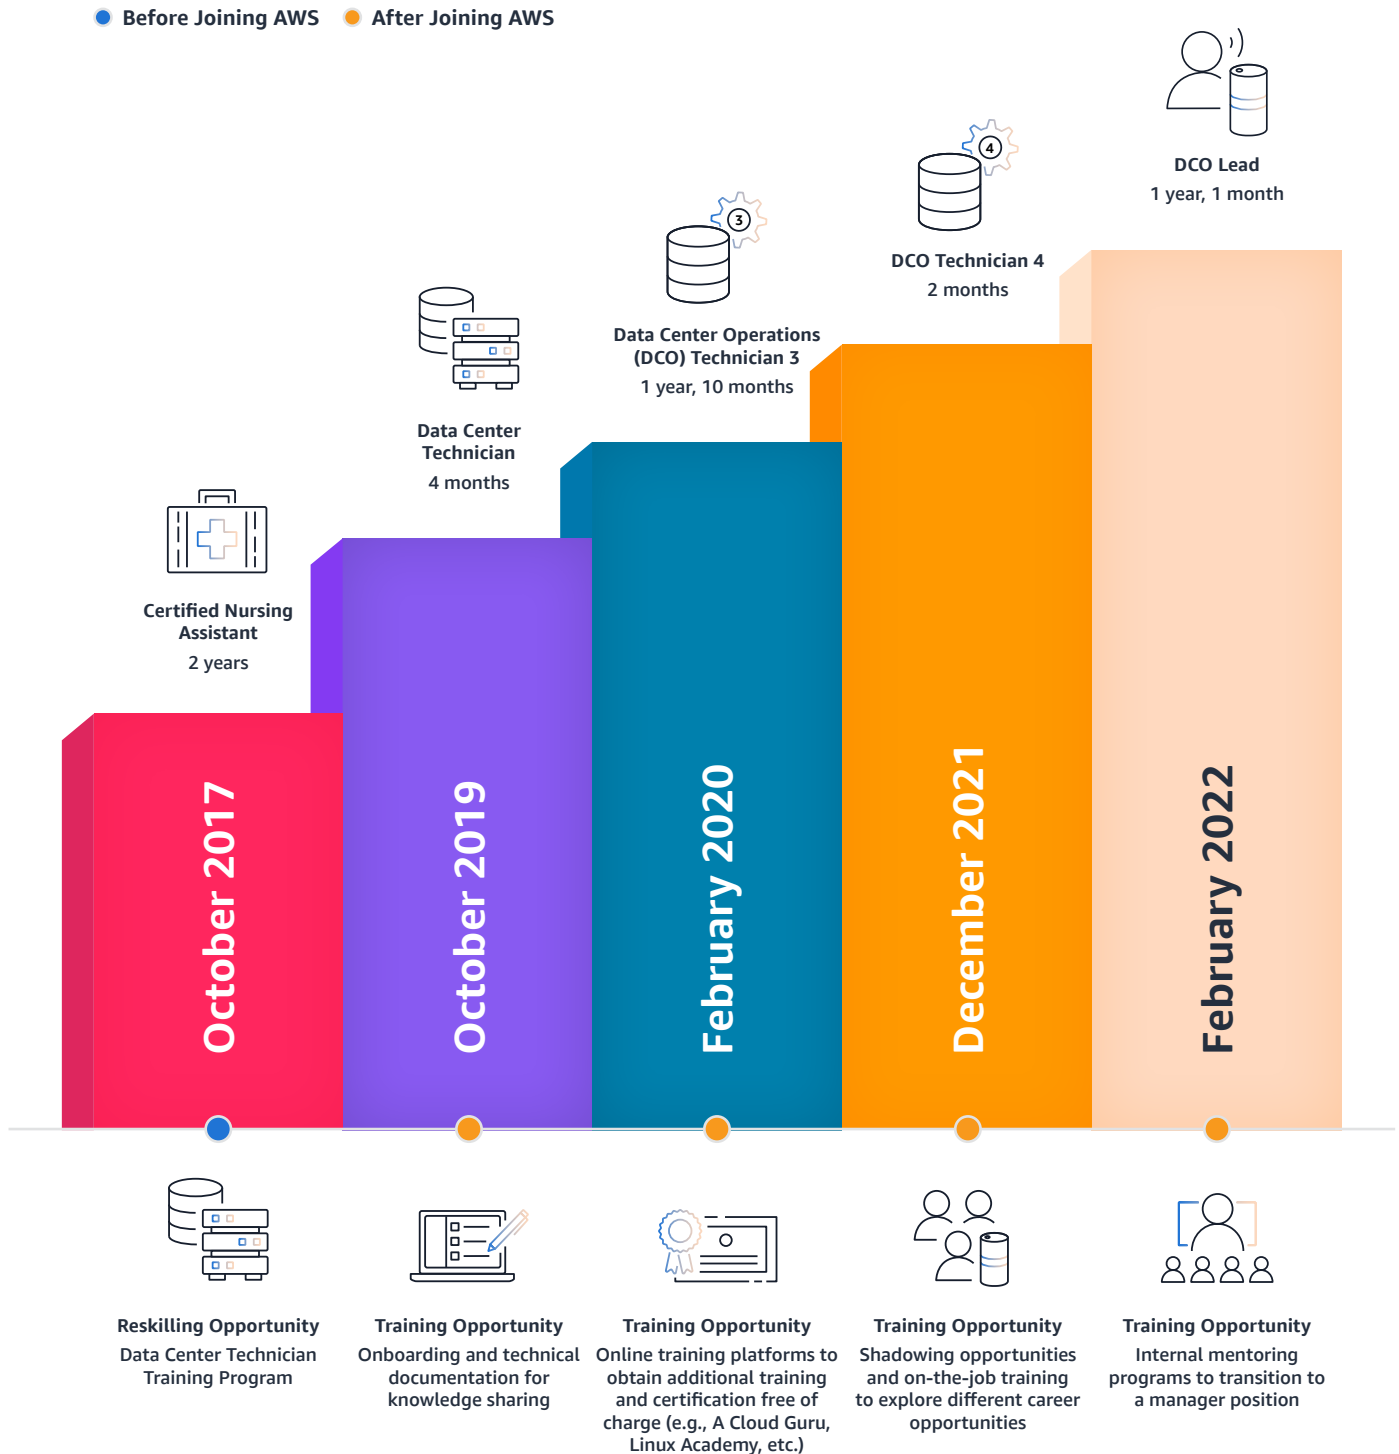 Before Joining AWS
After Joining AWS
DCO Lead
1 year, 1 month
4
DCO Technician 4
2 months
3
Data Center Operations
(DCO) Technician 3
1 year, 10 months
Data Center
Technician
4 months
Certified Nursing
Assistant
2 years
October 2017
October 2019
February 2020
December 2021
February 2022
Reskilling Opportunity
Data Center Technician
Training Program
Training Opportunity
Onboarding and technical
documentation for
knowledge sharing
Training Opportunity
Online training platforms to
obtain additional training
and certification free of
charge (e.g., A Cloud Guru,
Linux Academy, etc.)
Training Opportunity
Shadowing opportunities
and on-the-job training
to explore different career
opportunities
Training Opportunity
Internal mentoring
programs to transition to
a manager position